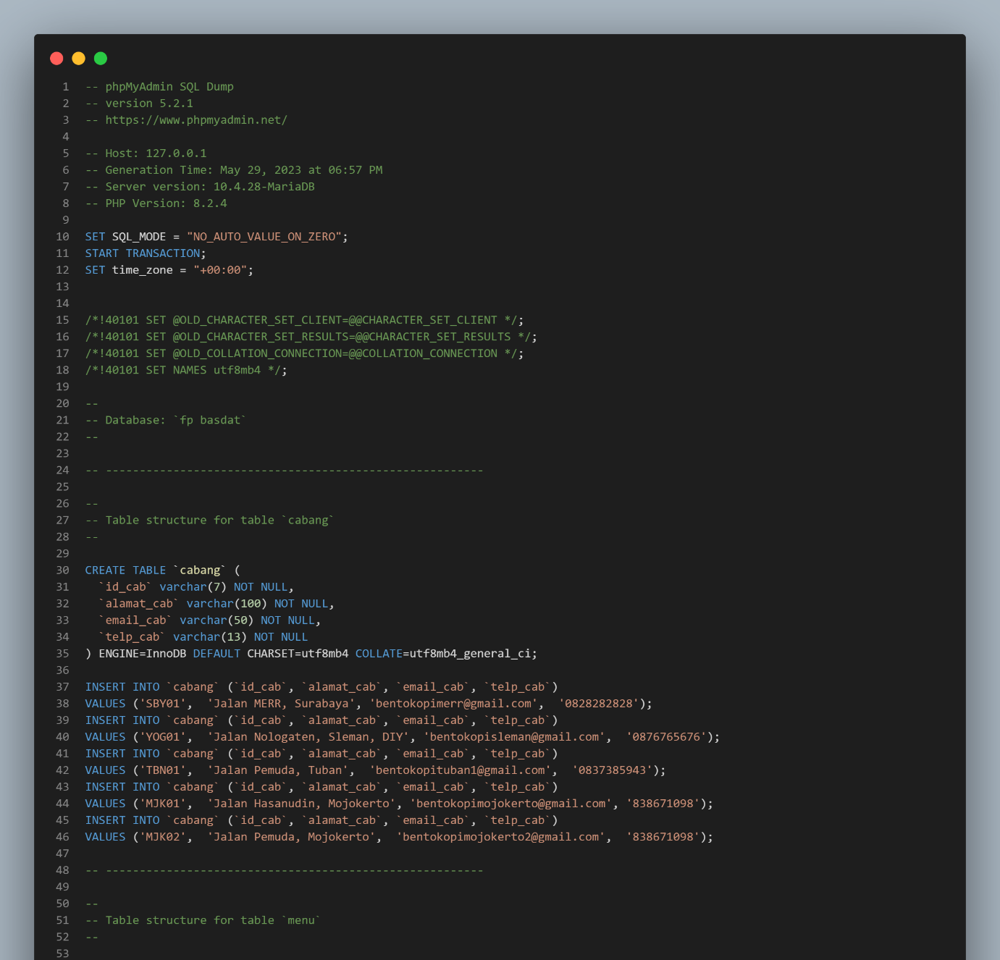 1 -- phpMyAdmin SQL Dump
2 -- version 5.2.1
3 -- https://www.phpmyadmin.net/
4
5 -- Host: 127.0.0.1
6 -- Generation Time: May 29, 2023 at 06:57 PM
7 -- Server version: 10.4.28-MariaDB
8 -- PHP Version: 8.2.4
9
10 SET SQL_MODE = "NO_AUTO_VALUE_ON_ZERO";
11 START TRANSACTION;
12 SET time_zone = "+00:00";
13
14
15 /*!40101 SET @OLD_CHARACTER_SET_CLIENT=@@CHARACTER_SET_CLIENT */;
16 /*!40101 SET @OLD_CHARACTER_SET_RESULTS=@@CHARACTER_SET_RESULTS */;
17 /*!40101 SET @OLD_COLLATION_CONNECTION=@@COLLATION_CONNECTION */;
18 /*!40101 SET NAMES utf8mb4 */;
19
20 --
21 -- Database: `fp basdat`
22 --
23
24 -- --------------------------------------------------------
25
26 --
27 -- Table structure for table `cabang`
28 --
29
30 CREATE TABLE `cabang` (
31   `id_cab` varchar(7) NOT NULL,
32   `alamat_cab` varchar(100) NOT NULL,
33   `email_cab` varchar(50) NOT NULL,
34   `telp_cab` varchar(13) NOT NULL
35 ) ENGINE=InnoDB DEFAULT CHARSET=utf8mb4 COLLATE=utf8mb4_general_ci;
36
37 INSERT INTO `cabang` (`id_cab`, `alamat_cab`, `email_cab`, `telp_cab`)
38 VALUES ('SBY01',  'Jalan MERR, Surabaya', 'bentokopimerr@gmail.com',  '0828282828');
39 INSERT INTO `cabang` (`id_cab`, `alamat_cab`, `email_cab`, `telp_cab`)
40 VALUES ('YOG01',  'Jalan Nologaten, Sleman, DIY', 'bentokopisleman@gmail.com',  '0876765676');
41 INSERT INTO `cabang` (`id_cab`, `alamat_cab`, `email_cab`, `telp_cab`)
42 VALUES ('TBN01',  'Jalan Pemuda, Tuban',  'bentokopituban1@gmail.com',  '0837385943');
43 INSERT INTO `cabang` (`id_cab`, `alamat_cab`, `email_cab`, `telp_cab`)
44 VALUES ('MJK01',  'Jalan Hasanudin, Mojokerto', 'bentokopimojokerto@gmail.com', '838671098');
45 INSERT INTO `cabang` (`id_cab`, `alamat_cab`, `email_cab`, `telp_cab`)
46 VALUES ('MJK02',  'Jalan Pemuda, Mojokerto',  'bentokopimojokerto2@gmail.com',  '838671098');
47
48 -- --------------------------------------------------------
49
50 --
51 -- Table structure for table `menu`
52 --
53